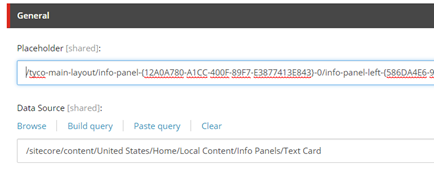 General
Placeholder [shared]:
/tyco-main-layout/info-panel-{12A0A780-A1CC-400F-89F7-E3877413E843}-0/info-panel-left-{586DA4E6-9
Data Source [shared]:
Browse Build query Paste query Clear
/sitecore/content/United States/Home/Local Content/Info Panels/Text Card